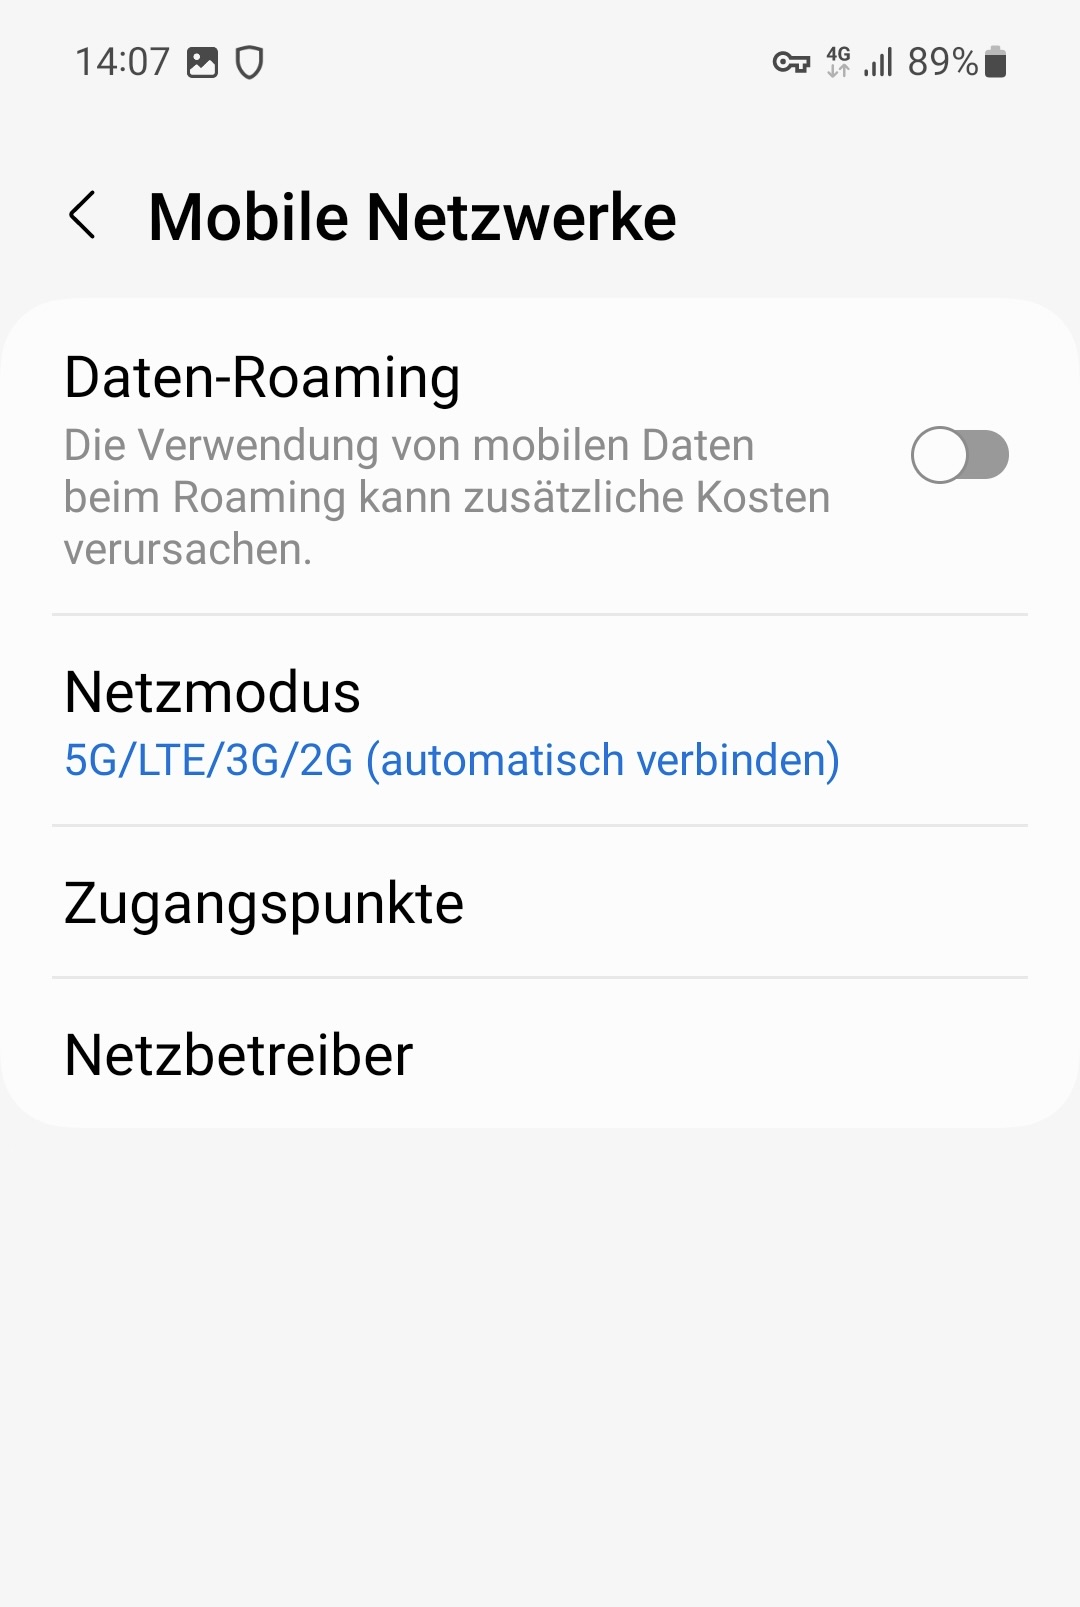 14:07
4G
89%
Mobile Netzwerke
Daten-Roaming
Die Verwendung von mobilen Daten
beim Roaming kann zusätzliche Kosten
verursachen.
Netzmodus
5G/LTE/3G/2G (automatisch verbinden)
Zugangspunkte
Netzbetreiber